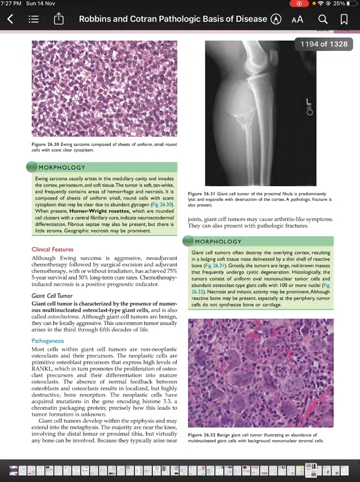 7:27 PM Sun 14 Nov
25%
Robbins and Cotran Pathologic Basis of Disease
AA
1194 of 1328
Figure 26.30 Ewing sarcoma composed of sheets of uniform, small round
cells with scant clear cytoplasm.
MORPHOLOGY
Ewing sarcoma usually arises in the medullary cavity and invades
the cortex, periosteum, and soft tissue. The tumor is soft, tan-white,
and frequently contains areas of hemorrhage and necrosis. It is
composed of sheets of uniform small, round cells with scant
cytoplasm that may be clear due to abundant glycogen (Fig. 26.30).
When present, Homer-Wright rosettes, which are rounded
cell clusters with a central fibrillary core, indicate neuroectodermal
differentiation. Fibrous septae may also be present, but there is
little stroma. Geographic necrosis may be prominent.
Clinical Features
Although Ewing sarcoma is aggressive, neoadjuvant
chemotherapy followed by surgical excision and adjuvant
chemotherapy, with or without irradiation, has achieved 75%
5-year survival and 50% long-term cure rates. Chemotherapy-
induced necrosis is a positive prognostic indicator.
Giant Cell Tumor
Giant cell tumor is characterized by the presence of numer-
ous multinucleated osteoclast-type giant cells, and is also
called osteoclastoma. Although giant cell tumors are benign,
they can be locally aggressive. This uncommon tumor usually
arises in the third through fifth decades of life.
Pathogenesis
Most cells within giant cell tumors are non-neoplastic
osteoclasts and their precursors. The neoplastic cells are
primitive osteoblast precursors that express high levels of
RANKL, which in turn promotes the proliferation of osteo-
clast precursors and their differentiation into mature
osteoclasts. The absence of normal feedback between
osteoblasts and osteoclasts results in localized, but highly
destructive, bone resorption. The neoplastic cells have
acquired mutations in the gene encoding histone 3.3, a
chromatin packaging protein; precisely how this leads to
tumor formation is unknown.
Giant cell tumors develop within the epiphysis and may
extend into the metaphysis. The majority are near the knee,
involving the distal femur or proximal tibia, but virtually
any bone can be involved. Because they typically arise near
Figure 26.31 Giant cell tumor of the proximal fibula is predominantly
lytic and expansile with destruction of the cortex. A pathologic fracture is
also present.
joints, giant cell tumors may cause arthritis-like symptoms.
They can also present with pathologic fractures.
MORPHOLOGY
Giant cell tumors often destroy the overlying cortex, resulting
in a bulging soft tissue mass delineated by a thin shell of reactive
bone (Fig. 26.31). Grossly, the tumors are large, red-brown masses
that frequently undergo cystic degeneration. Histologically, the
tumors consist of uniform oval mononuclear tumor cells and
abundant osteoclast-type giant cells with 100 or more nuclei (Fig.
26.32). Necrosis and mitotic activity may be prominent. Although
reactive bone may be present, especially at the periphery, tumor
cells do not synthesize bone or cartilage.
Figure 26.32 Benign giant cell tumor illustrating an abundance of
multinucleated giant cells with background mononuclear stromal cells.